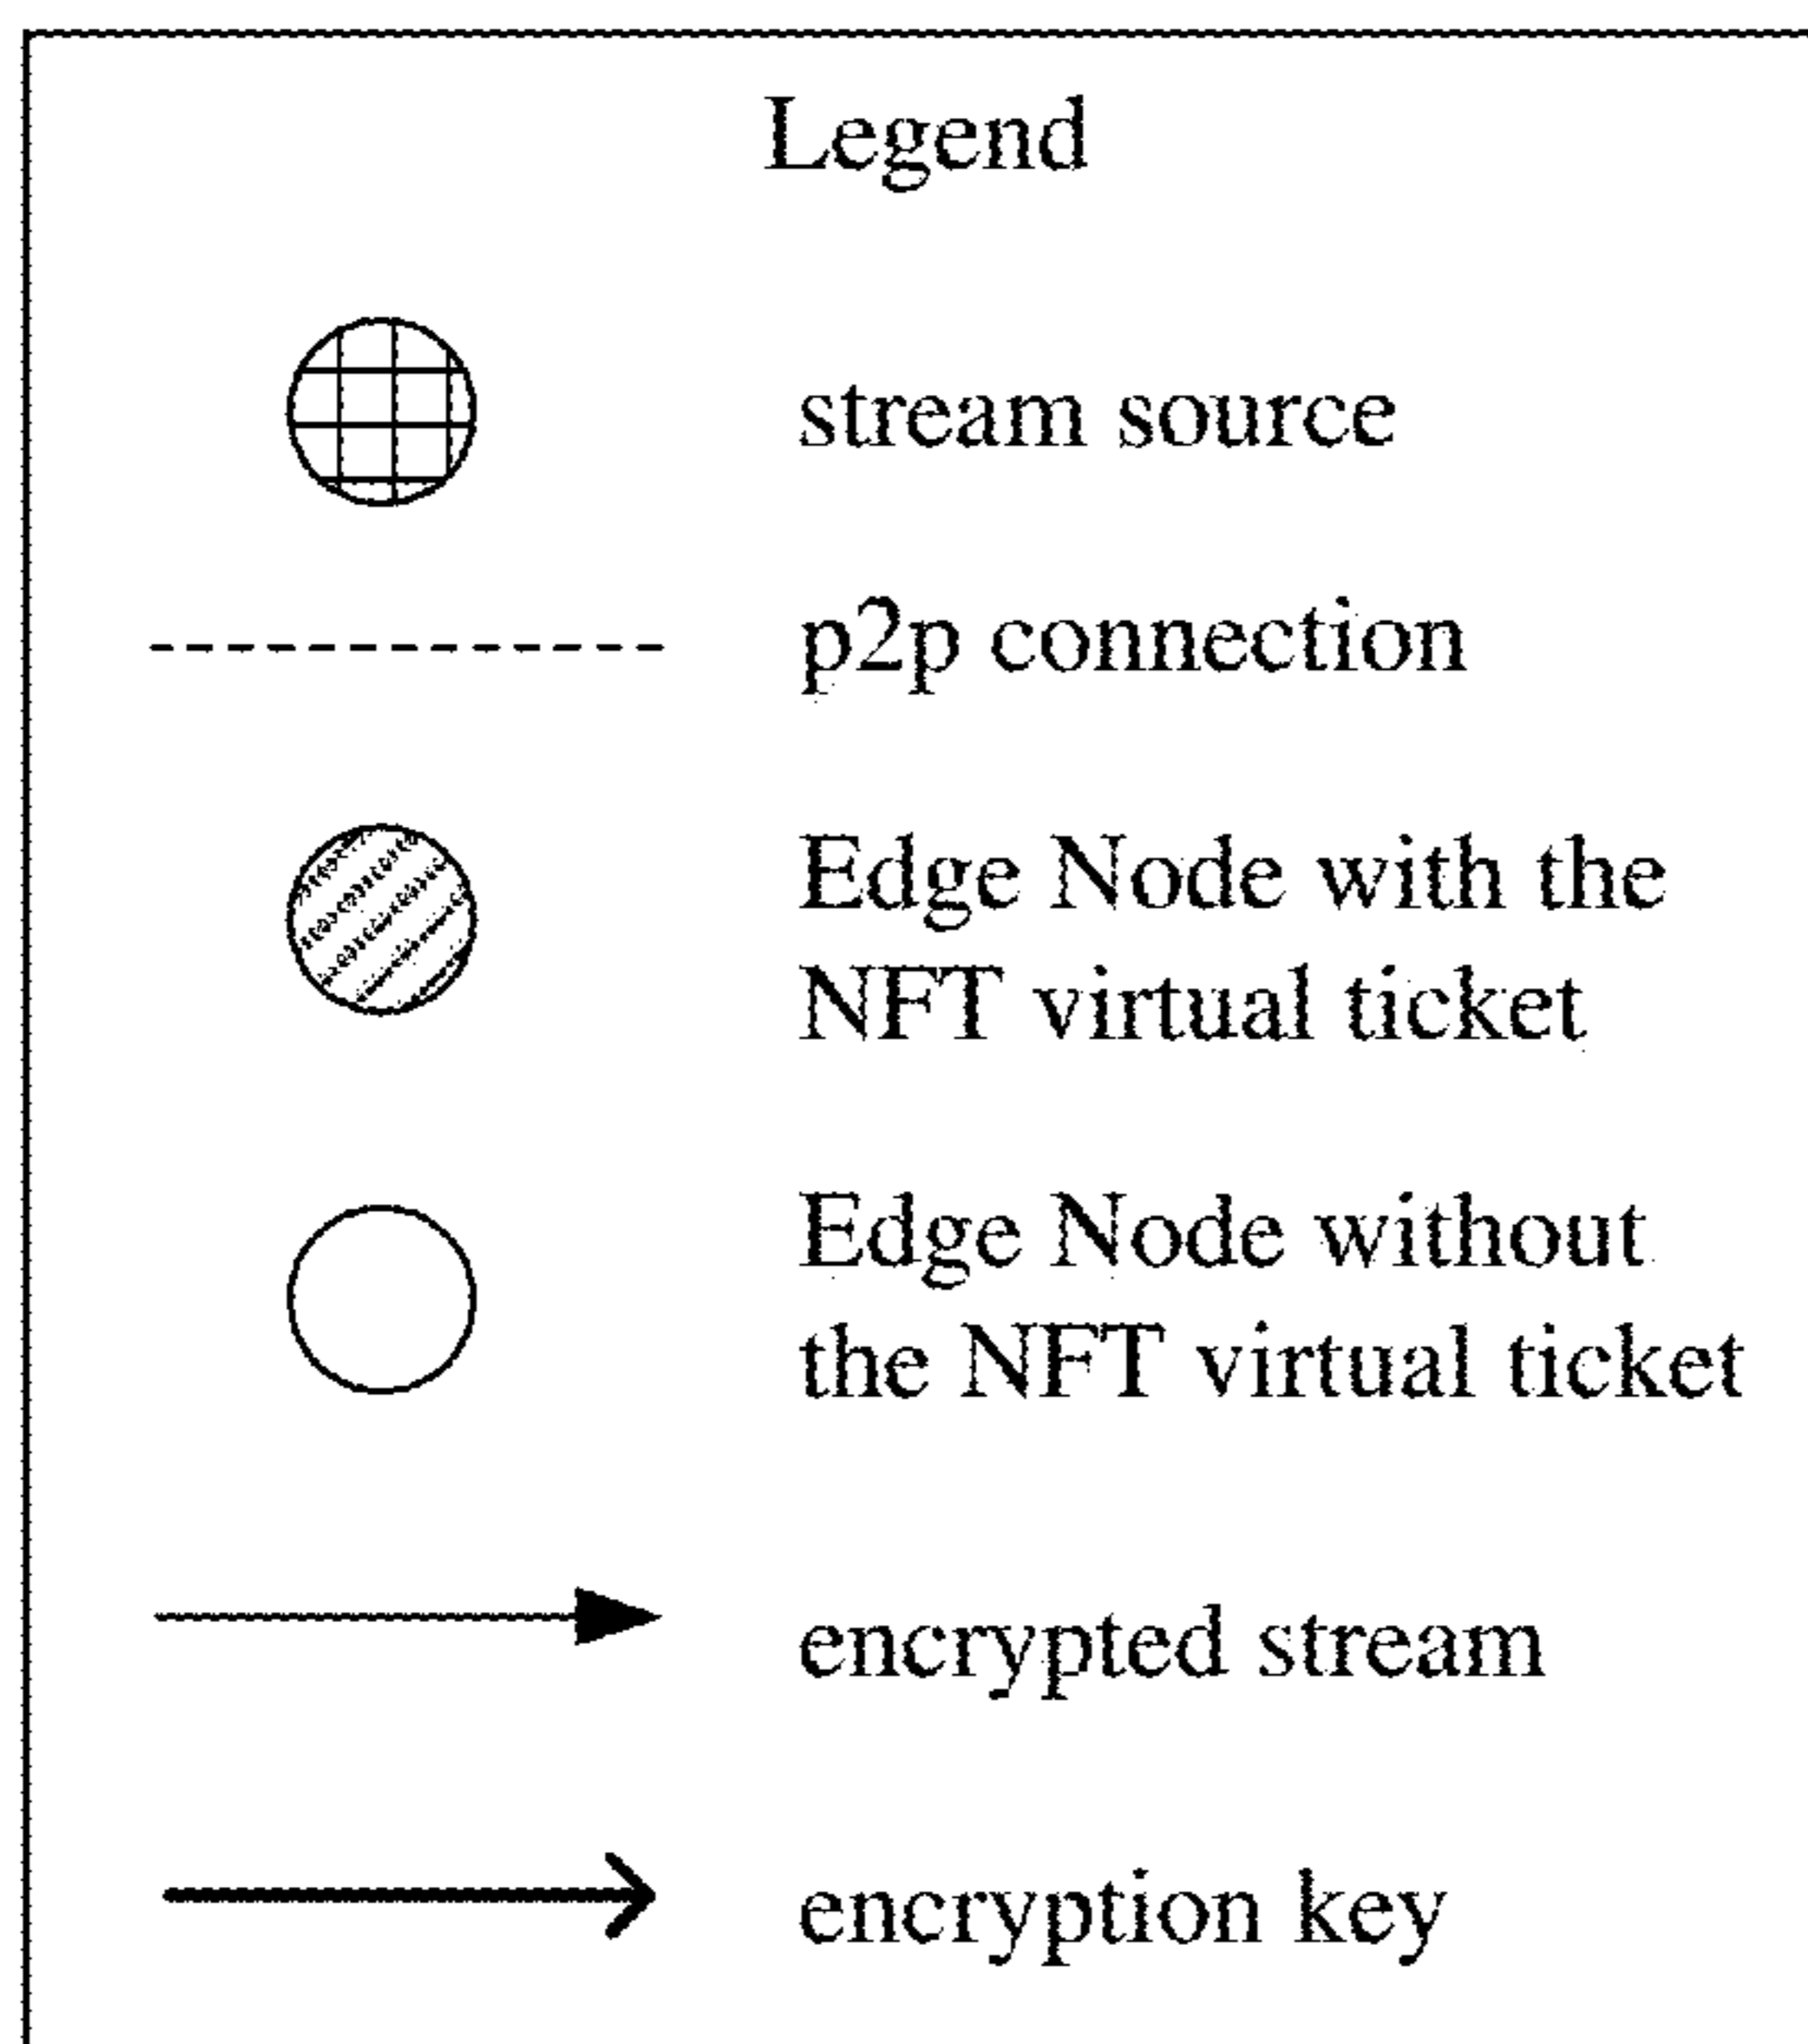 Legend
stream source
p2p connection
Edge Node with the
NFT virtual ticket
Edge Node without
the NFT virtual ticket
encrypted stream
encryption key